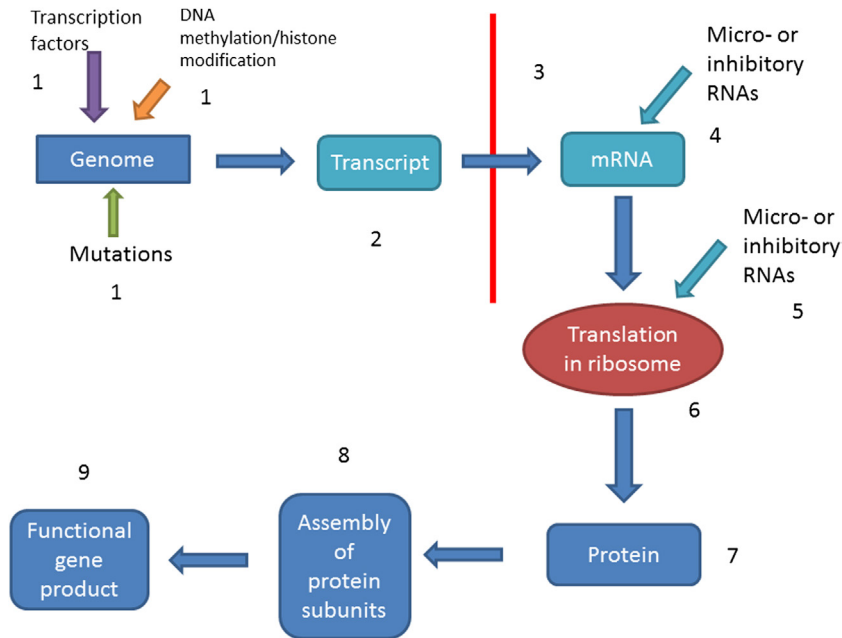 Transcription
factors
1
DNA
methylation/histone
modification
1
Genome
Mutations
1
Transcript
2
3
Micro- or
inhibitory
RNAs
mRNA
4
Micro- or
inhibitory
RNAs
5
Translation
in ribosome
6
Protein
7
8
Assembly
of
protein
subunits
9
Functional
gene
product